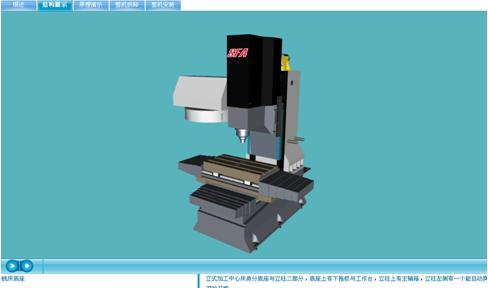 概述 结构展示 原理演示 整机拆卸 整机安装
SFA
铣床底座
立式加工中心床身分底座与立柱二部分，底座上有下拖板与工作台，立柱上有主轴箱，立柱左侧有一个能自动换